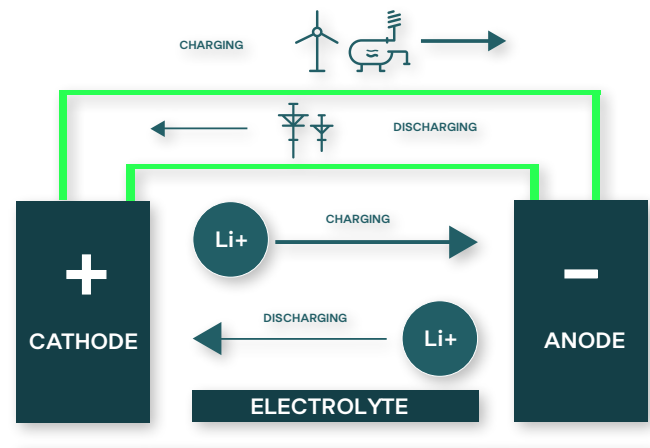 CHARGING
DISCHARGING
Li+
CHARGING
+
−
CATHODE
ANODE
DISCHARGING
Li+
ELECTROLYTE